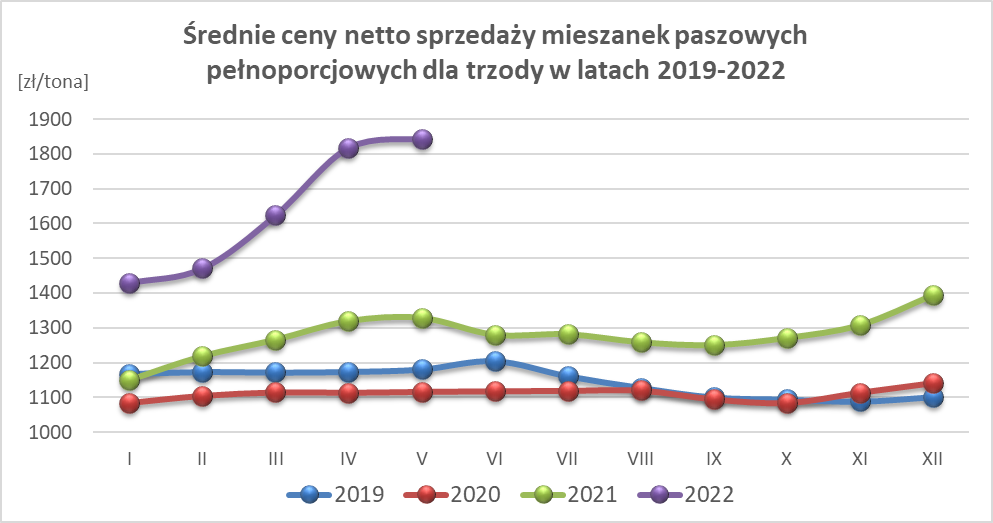 Średnie ceny netto sprzedaży mieszanek paszowych
pełnoporcjowych dla trzody w latach 2019-2022
[zł/tona]
1900
1800
1700
1600
1500
1400
1300
1200
1100
1000
I II III IV V VI VII VIII IX X XI XII
2019 2020 2021 2022